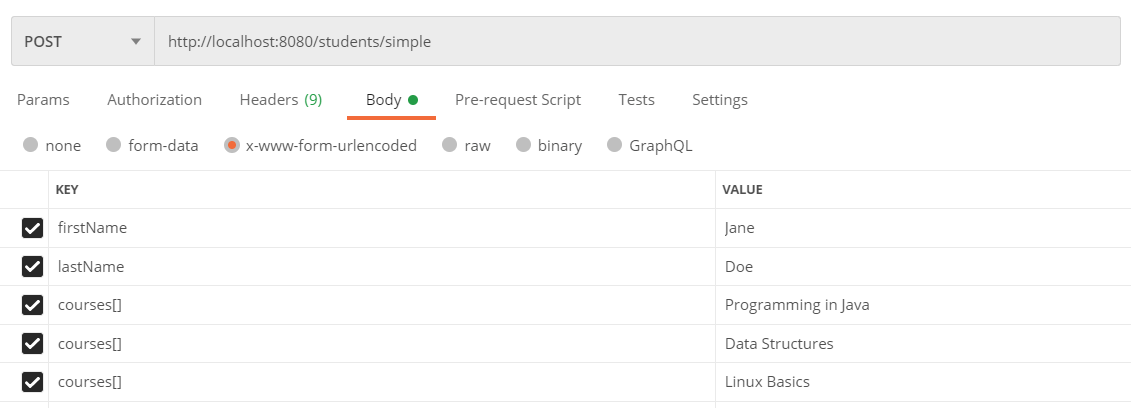 POST http://localhost:8080/students/simple
Params Authorization Headers (9) Body Pre-request Script Tests Settings
none form-data x-www-form-urlencoded raw binary GraphQL
KEY VALUE
firstName Jane
lastName Doe
courses[] Programming in Java
courses[] Data Structures
courses[] Linux Basics